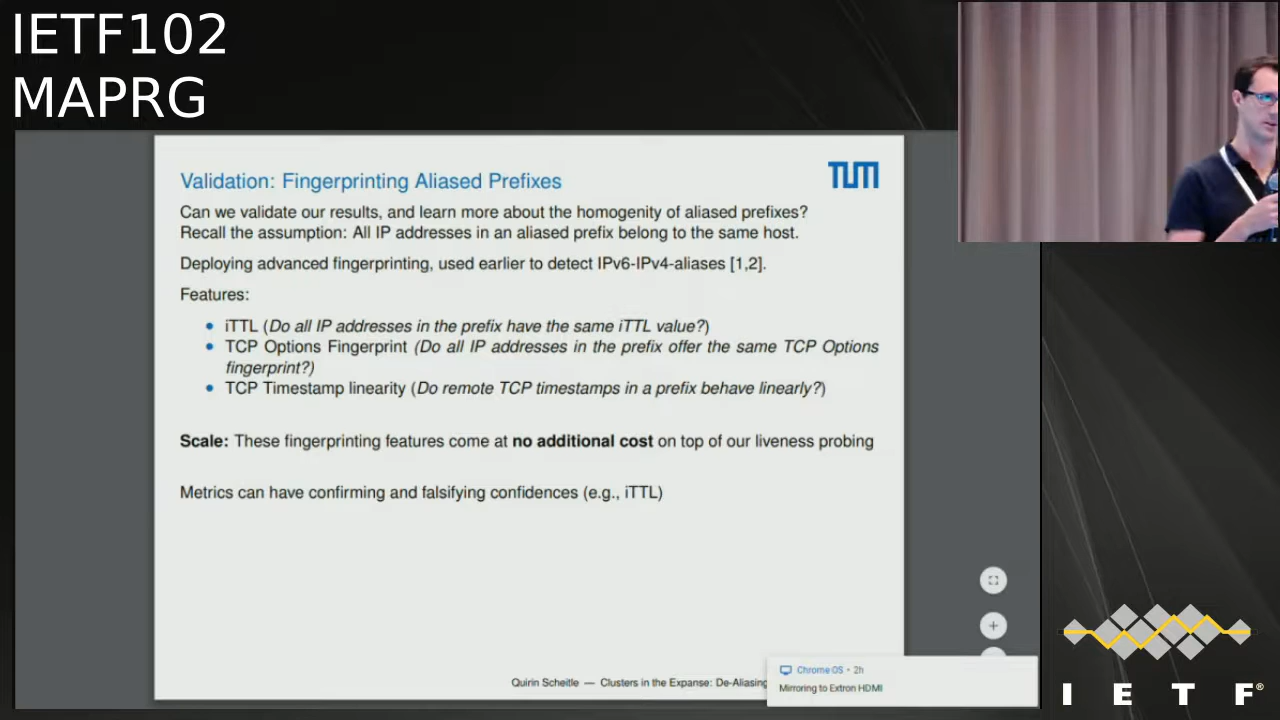 IETF102
MAPRG
TUM
Validation: Fingerprinting Aliased Prefixes
Can we validate our results, and learn more about the homogenity of aliased prefixes?
Recall the assumption: All IP addresses in an aliased prefix belong to the same host.
Deploying advanced fingerprinting, used earlier to detect IPv6-IPv4-aliases [1,2].
Features:
• iTTL (Do all IP addresses in the prefix have the same iTTL value?)
• TCP Options Fingerprint (Do all IP addresses in the prefix offer the same TCP Options
fingerprint?)
• TCP Timestamp linearity (Do remote TCP timestamps in a prefix behave linearly?)
Scale: These fingerprinting features come at no additional cost on top of our liveness probing
Metrics can have confirming and falsifying confidences (e.g., iTTL)
Quirin Scheitle — Clusters in the Expanse: De-Aliasing
Chrome OS • 2h
Mirroring to Extron HDMI
I E T F®